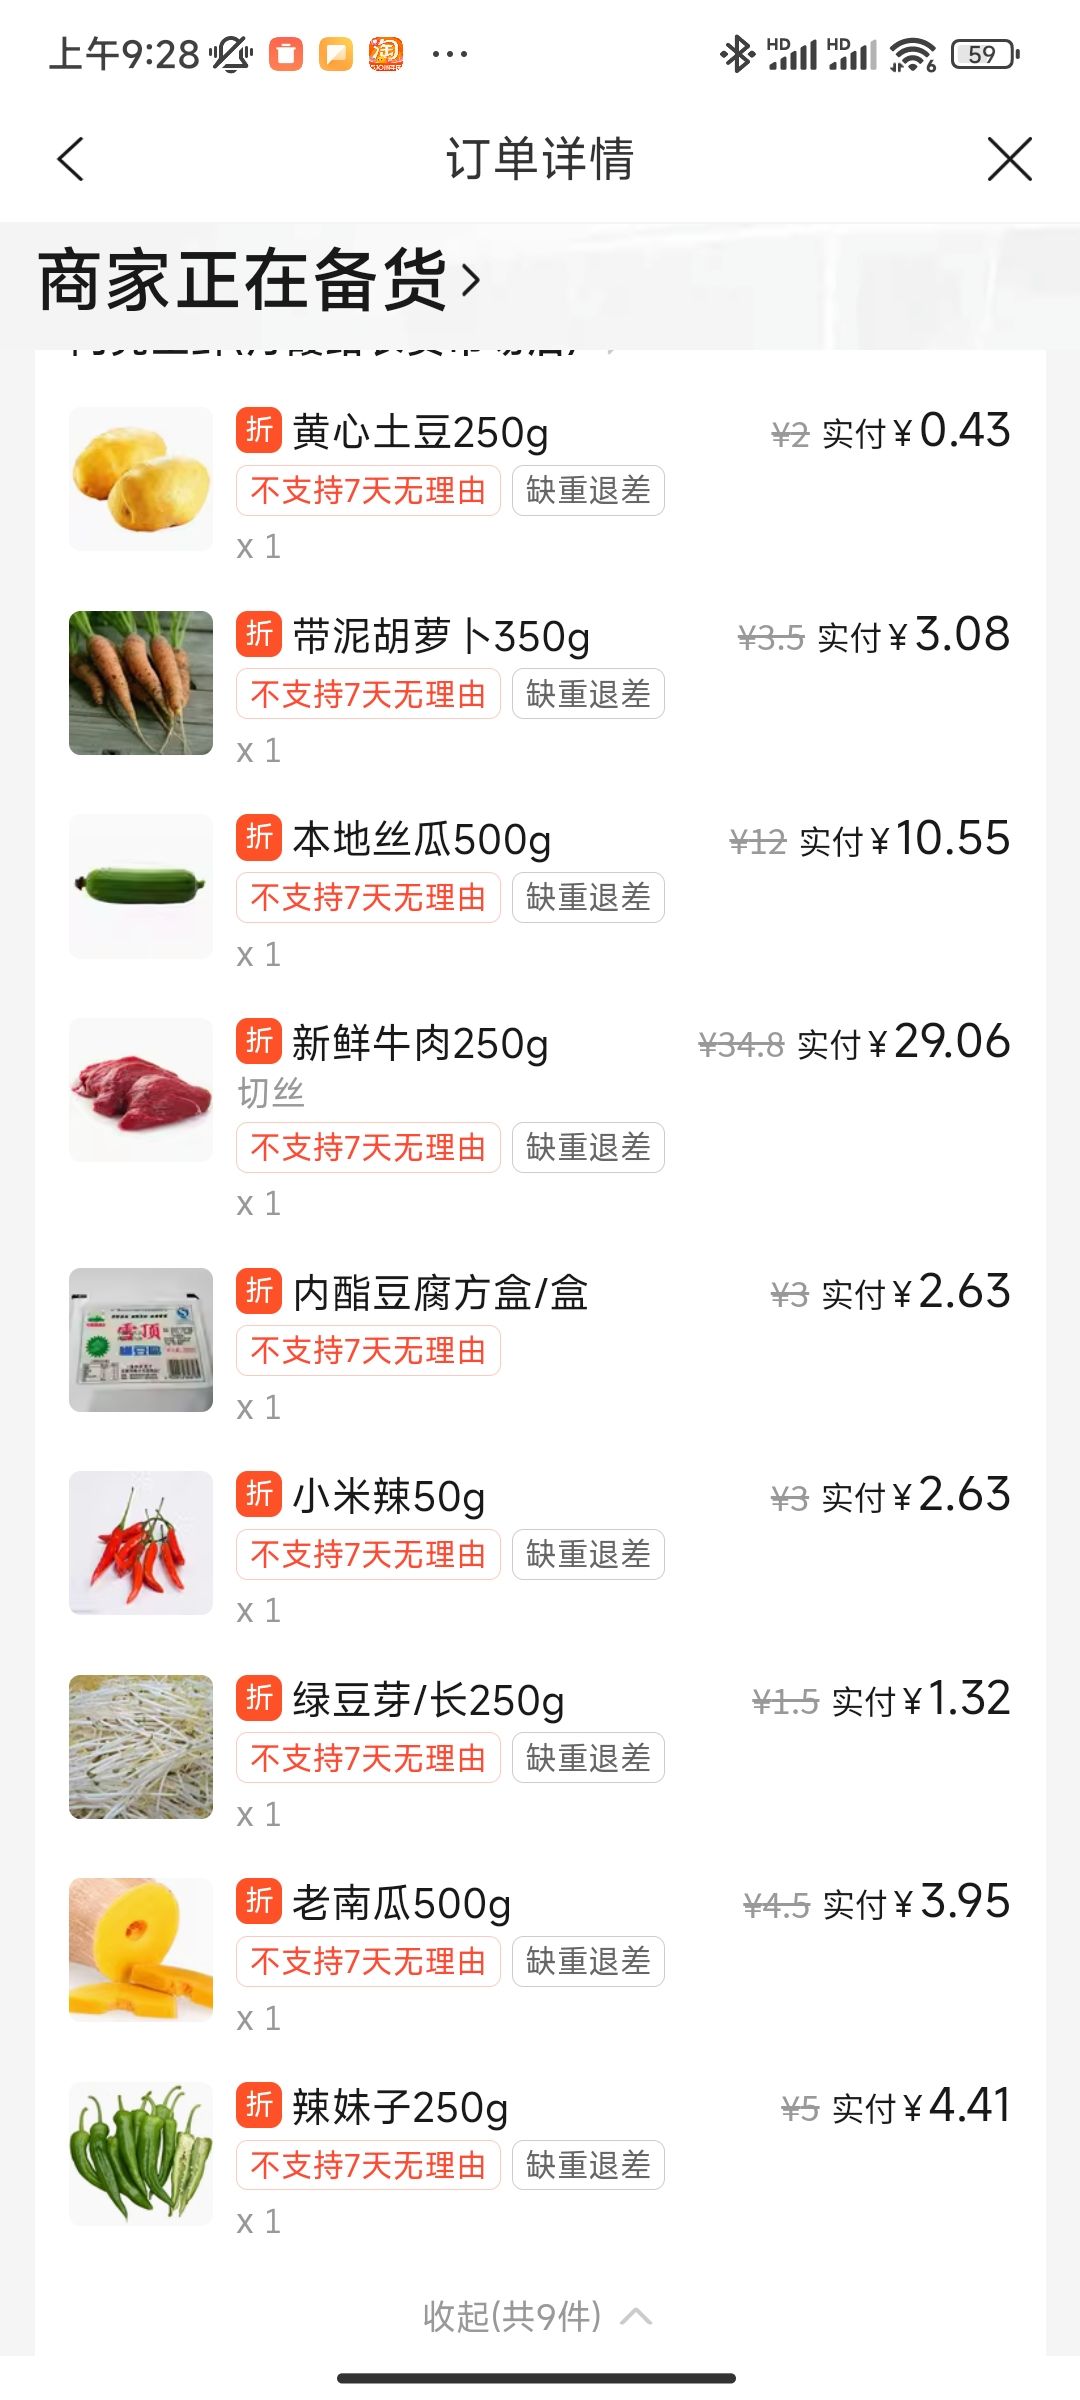 上午9:28
HD HD 6 59
订单详情
商家正在备货
折 黄心土豆250g ¥2 实付¥0.43
不支持7天无理由 缺重退差
x 1
折 带泥胡萝卜350g ¥3.5 实付¥3.08
不支持7天无理由 缺重退差
x 1
折 本地丝瓜500g ¥12 实付¥10.55
不支持7天无理由 缺重退差
x 1
折 新鲜牛肉250g ¥34.8 实付¥29.06
切丝
不支持7天无理由 缺重退差
x 1
雪顶
折 内酯豆腐方盒/盒 ¥3 实付¥2.63
不支持7天无理由
x 1
折 小米辣50g ¥3 实付¥2.63
不支持7天无理由 缺重退差
x 1
折 绿豆芽/长250g ¥1.5 实付¥1.32
不支持7天无理由 缺重退差
x 1
折 老南瓜500g ¥4.5 实付¥3.95
不支持7天无理由 缺重退差
x 1
折 辣妹子250g ¥5 实付¥4.41
不支持7天无理由 缺重退差
x 1
收起(共9件)